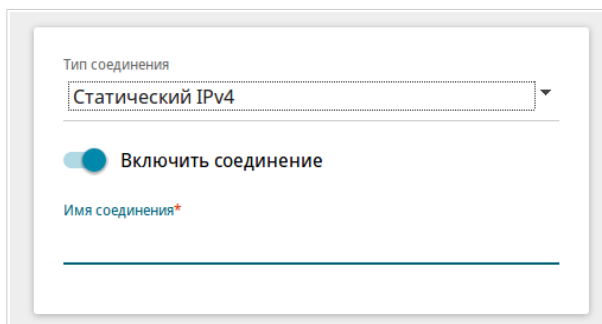 Тип соединения
Статический IPv4
Включить соединение
Имя соединения*